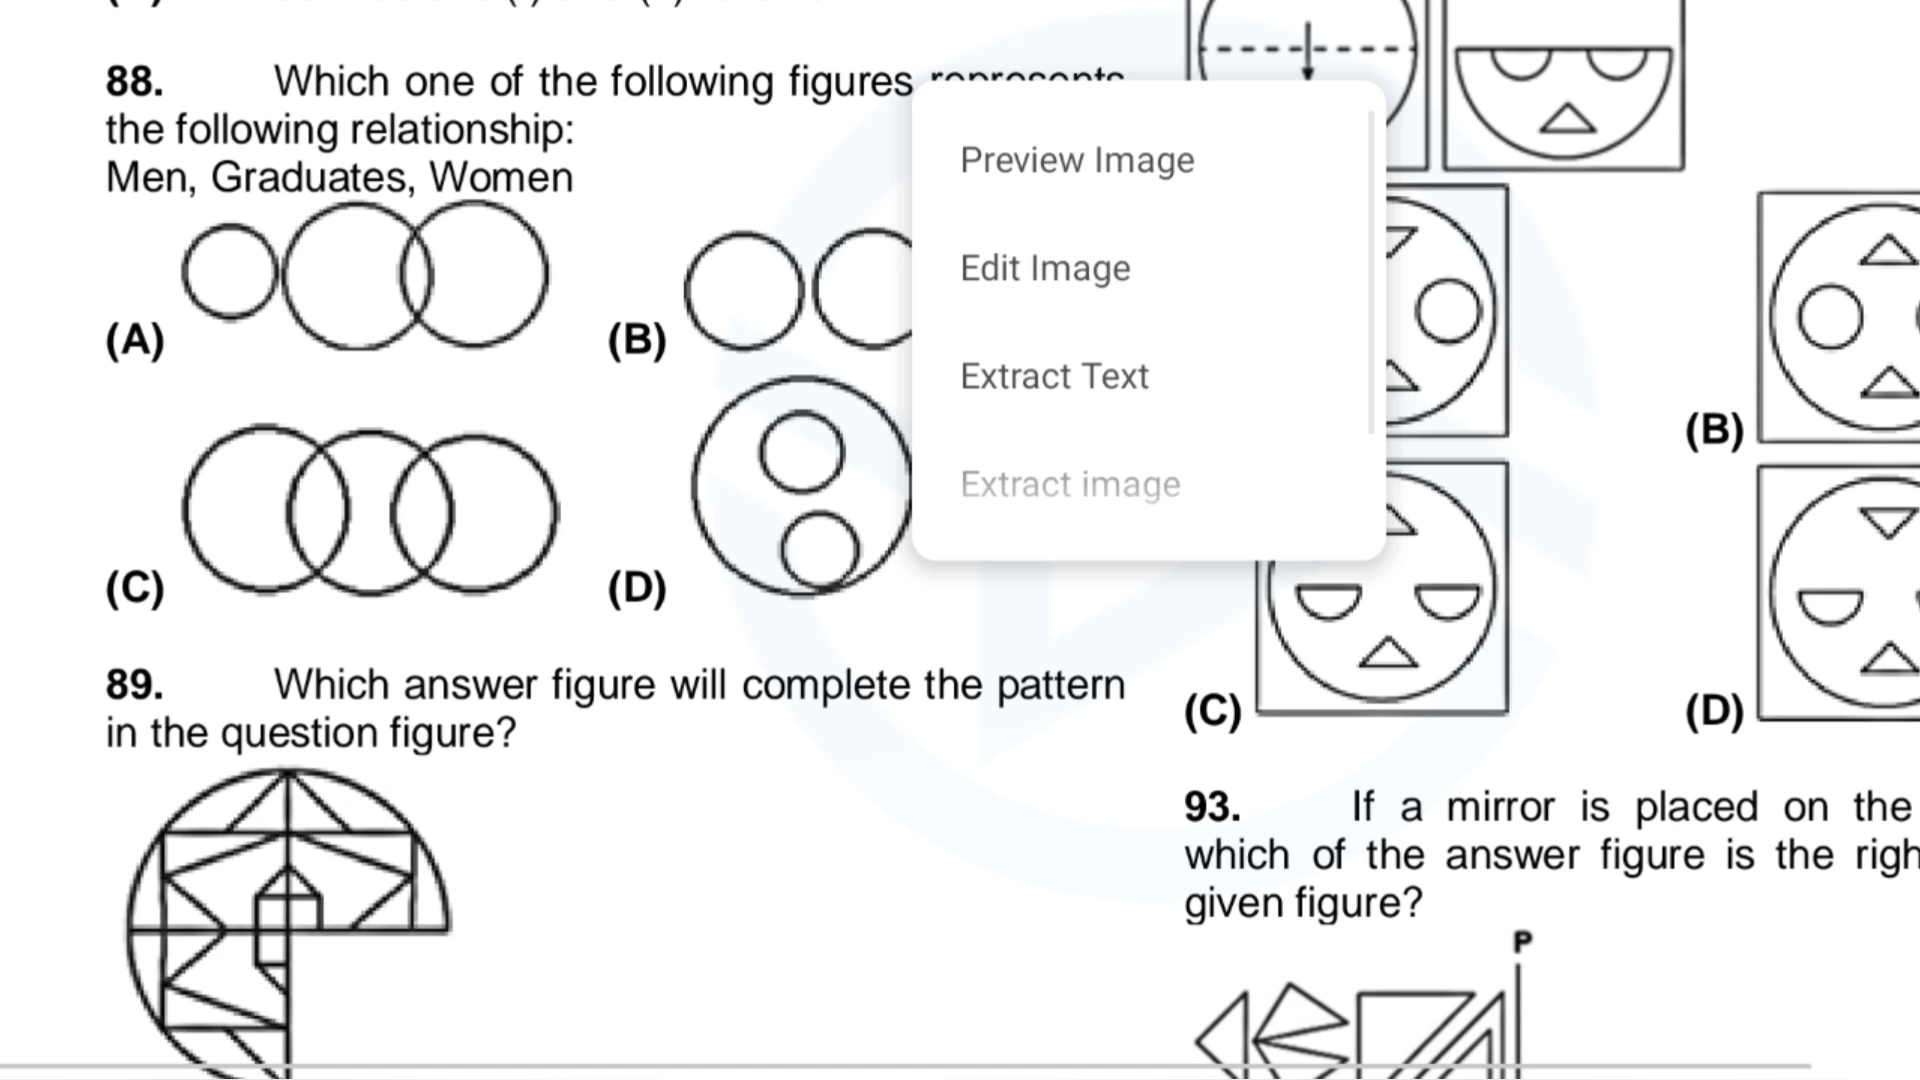 88. Which one of the following figures represents
the following relationship:
Men, Graduates, Women
(A)
(B)
(C)
(D)
89. Which answer figure will complete the pattern
in the question figure?
Preview Image
Edit Image
Extract Text
Extract image
(B)
(C)
(D)
93. If a mirror is placed on the
which of the answer figure is the righ
given figure?
P